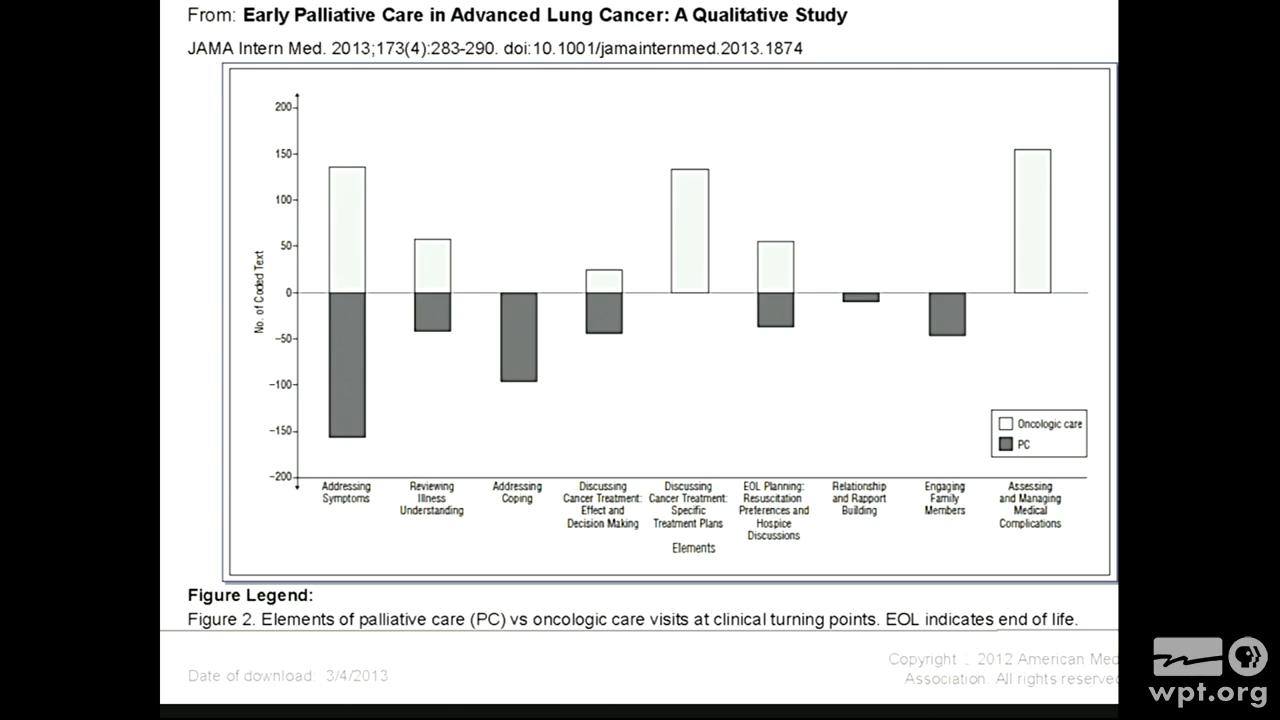 From: Early Palliative Care in Advanced Lung Cancer: A Qualitative Study
JAMA Intern Med. 2013;173(4):283-290. doi:10.1001/jamainternmed.2013.1874
200
150
100
50
0
−50
−100
−150
−200
No. of Coded Text
Oncologic care
PC
Addressing
Symptoms
Reviewing
Illness
Understanding
Addressing
Coping
Discussing
Cancer Treatment:
Effect and
Decision Making
Discussing
Cancer Treatment:
Specific
Treatment Plans
EOL Planning:
Resuscitation
Preferences and
Hospice
Discussions
Relationship
and Rapport
Building
Engaging
Family
Members
Assessing
and Managing
Medical
Complications
Elements
Figure Legend:
Figure 2. Elements of palliative care (PC) vs oncologic care visits at clinical turning points. EOL indicates end of life.
Date of download: 3/4/2013
Copyright 2012 American Med
Association. All rights reserve
PBS
wpt.org